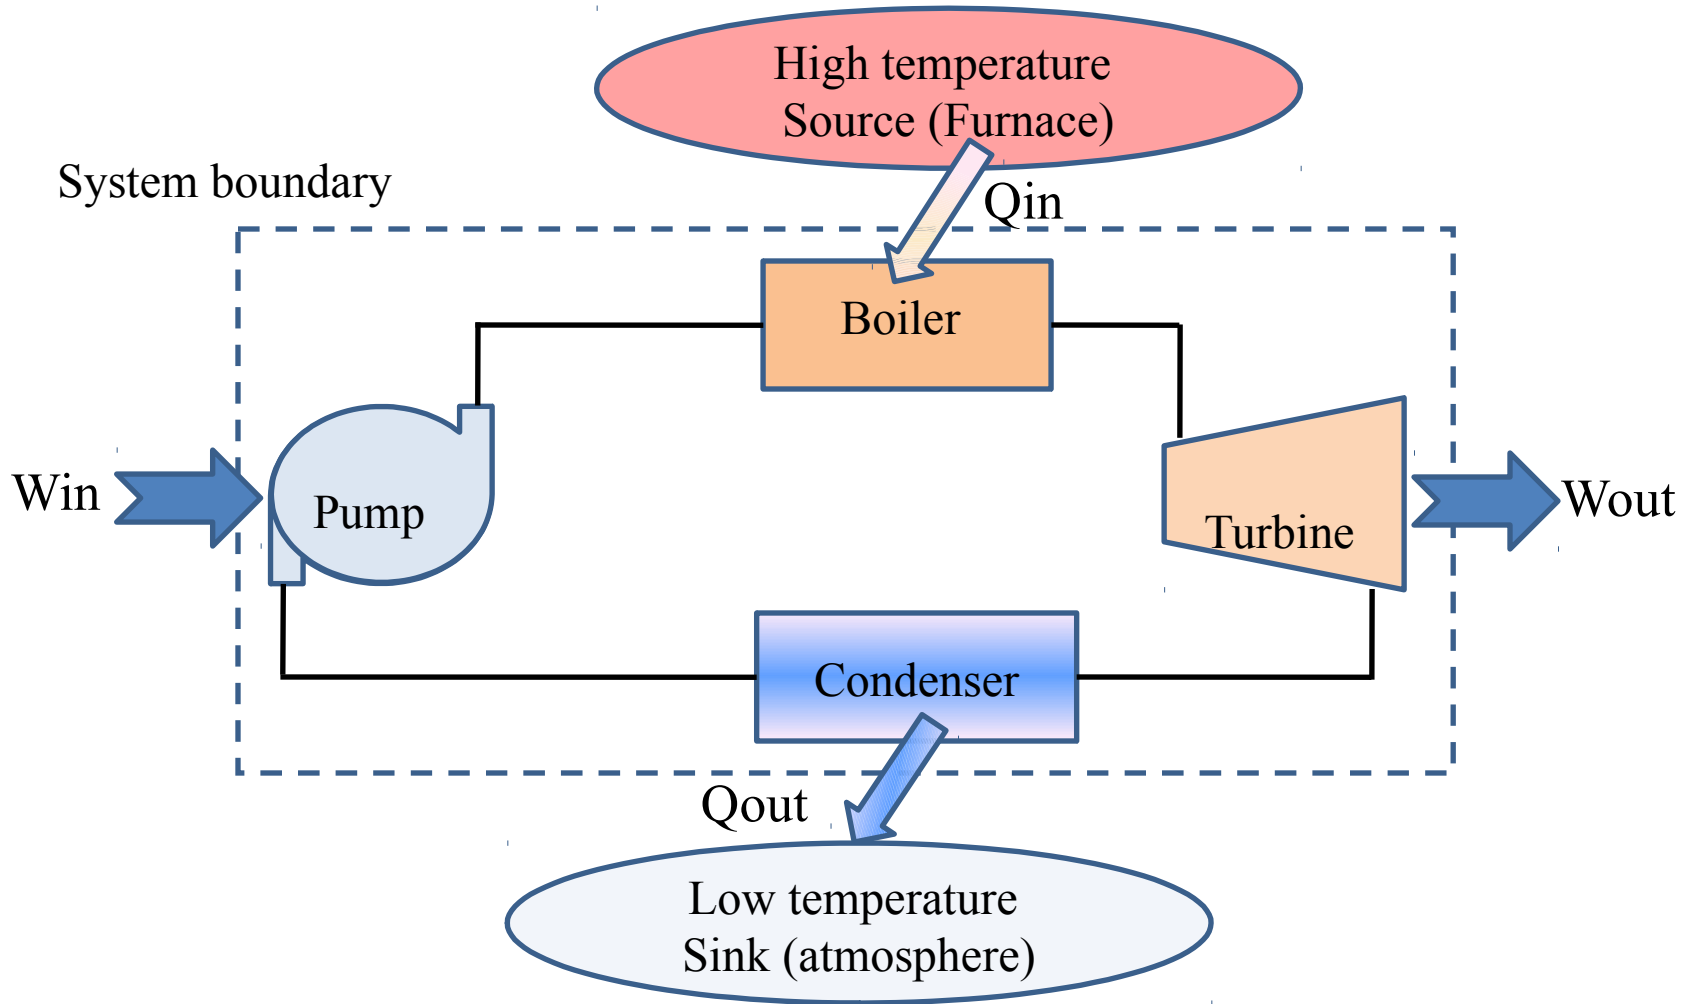 High temperature
Source (Furnace)
System boundary
Qin
Boiler
Win
Pump
Turbine
Wout
Condenser
Qout
Low temperature
Sink (atmosphere)